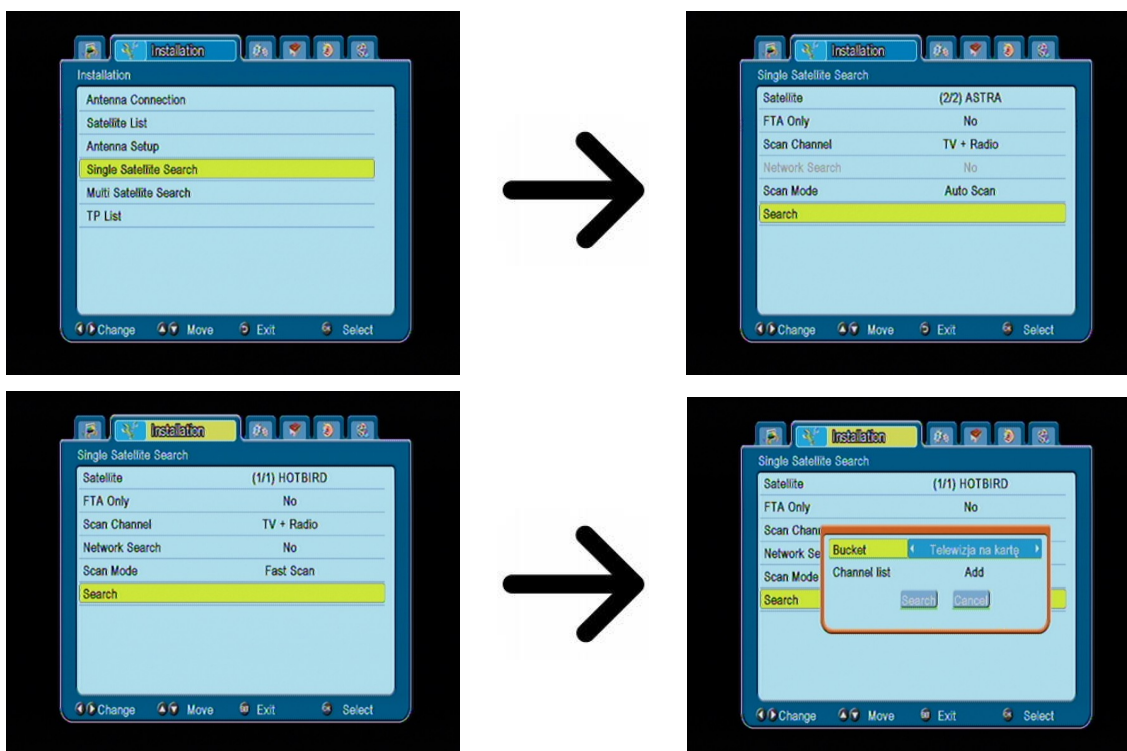 Installation
Installation
Antenna Connection
Satellite List
Antenna Setup
Single Satellite Search
Multi Satellite Search
TP List
Change Move Exit Select
Installation
Single Satellite Search
Satellite (2/2) ASTRA
FTA Only No
Scan Channel TV + Radio
Network Search No
Scan Mode Auto Scan
Search
Change Move Exit Select
Installation
Single Satellite Search
Satellite (1/1) HOTBIRD
FTA Only No
Scan Channel TV + Radio
Network Search No
Scan Mode Fast Scan
Search
Change Move Exit Select
Installation
Single Satellite Search
Satellite (1/1) HOTBIRD
FTA Only No
Scan Chann
Network Se
Scan Mode
Search
Bucket Telewizja na kartę
Channel list Add
Search Cancel
Change Move Exit Select